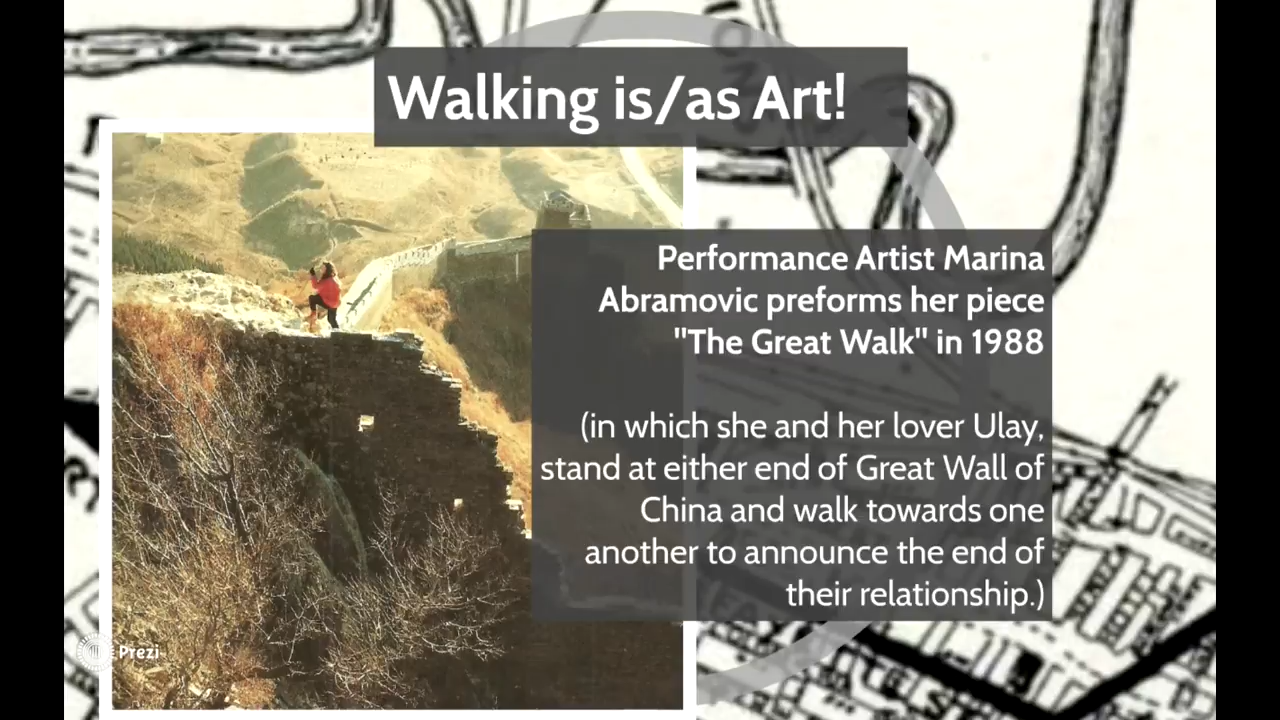 Walking is/as Art!
Performance Artist Marina
Abramovic preforms her piece
"The Great Walk" in 1988
(in which she and her lover Ulay,
stand at either end of Great Wall of
China and walk towards one
another to announce the end of
their relationship.)
Prezi